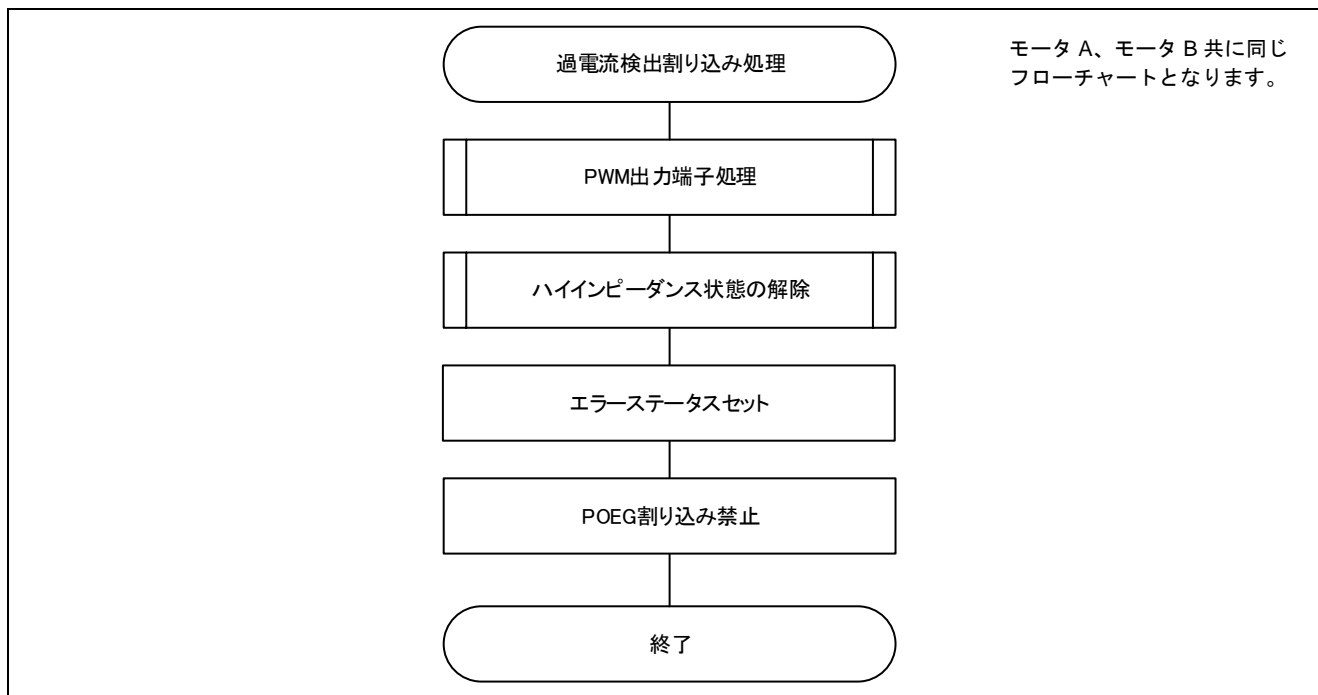 過電流検出割り込み処理
モータ A、モータ B 共に同じ
フローチャートとなります。
PWM出力端子処理
ハイインピーダンス状態の解除
エラーステータスセット
POEG割り込み禁止
終了